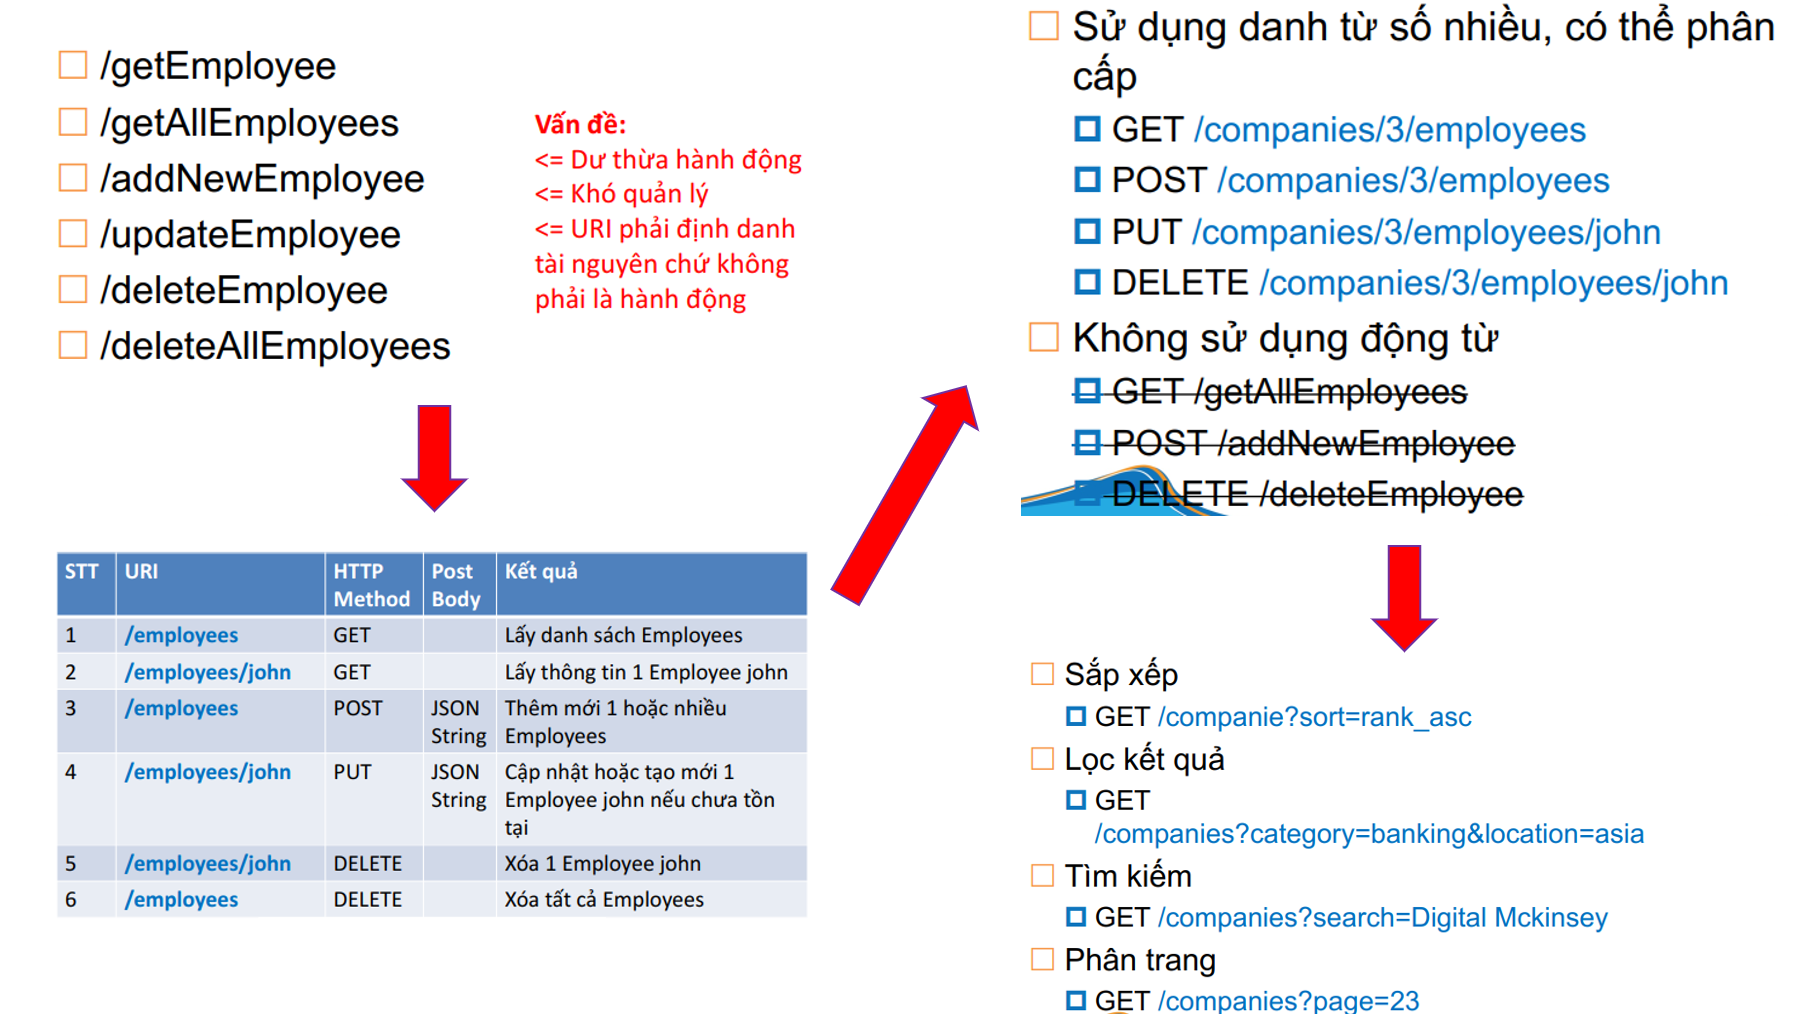 /getEmployee
/getAllEmployees
/addNewEmployee
/updateEmployee
/deleteEmployee
/deleteAllEmployees
Vấn đề:
<= Dư thừa hành động
<= Khó quản lý
<= URI phải định danh
tài nguyên chứ không
phải là hành động
STT URI HTTP Method Post Body Kết quả
1 /employees GET Lấy danh sách Employees
2 /employees/john GET Lấy thông tin 1 Employee john
3 /employees POST JSON String Thêm mới 1 hoặc nhiều Employees
4 /employees/john PUT JSON String Cập nhật hoặc tạo mới 1 Employee john nếu chưa tồn tại
5 /employees/john DELETE Xóa 1 Employee john
6 /employees DELETE Xóa tất cả Employees
Sử dụng danh từ số nhiều, có thể phân
cấp
GET /companies/3/employees
POST /companies/3/employees
PUT /companies/3/employees/john
DELETE /companies/3/employees/john
Không sử dụng động từ
GET /getAllEmployees
POST /addNewEmployee
DELETE /deleteEmployee
Sắp xếp
GET /companie?sort=rank_asc
Lọc kết quả
GET
/companies?category=banking&location=asia
Tìm kiếm
GET /companies?search=Digital Mckinsey
Phân trang
GET /companies?page=23